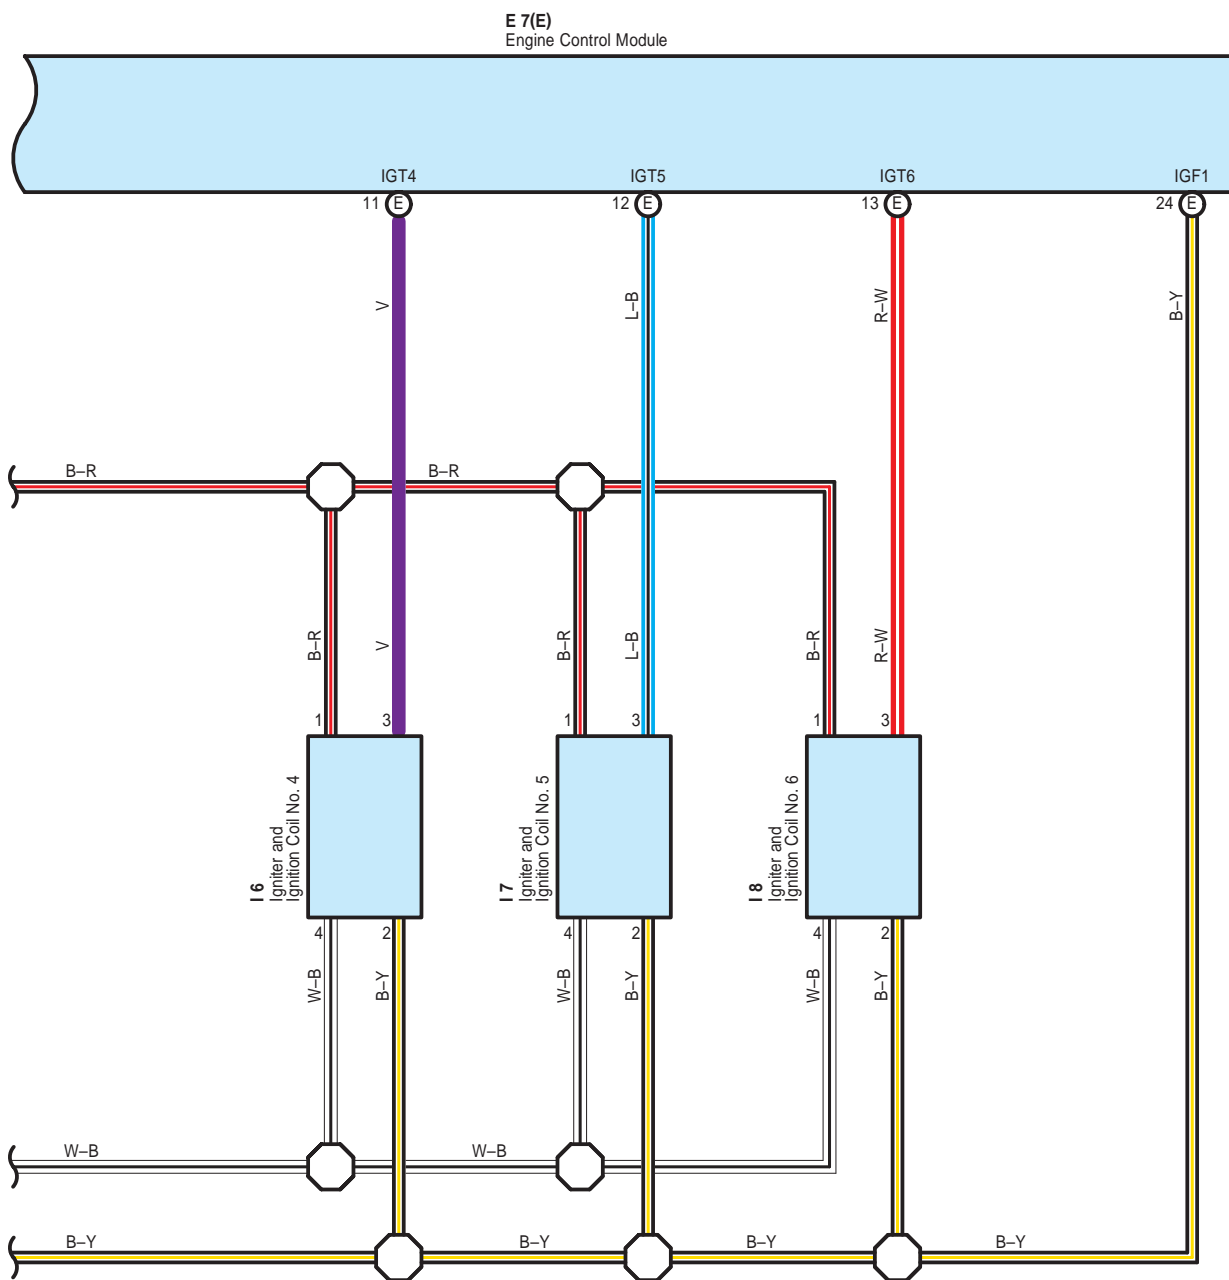 E 7(E)
Engine Control Module
IGT4
IGT5
IGT6
IGF1
11 E
12 E
13 E
24 E
V
L–B
R–W
B–Y
B–R
B–R
B–R
V
B–R
L–B
B–R
R–W
1
3
1
3
1
3
I 6
Igniter and
Ignition Coil No. 4
I 7
Igniter and
Ignition Coil No. 5
I 8
Igniter and
Ignition Coil No. 6
4
2
4
2
4
2
W–B
B–Y
W–B
B–Y
W–B
B–Y
W–B
W–B
B–Y
B–Y
B–Y
B–Y